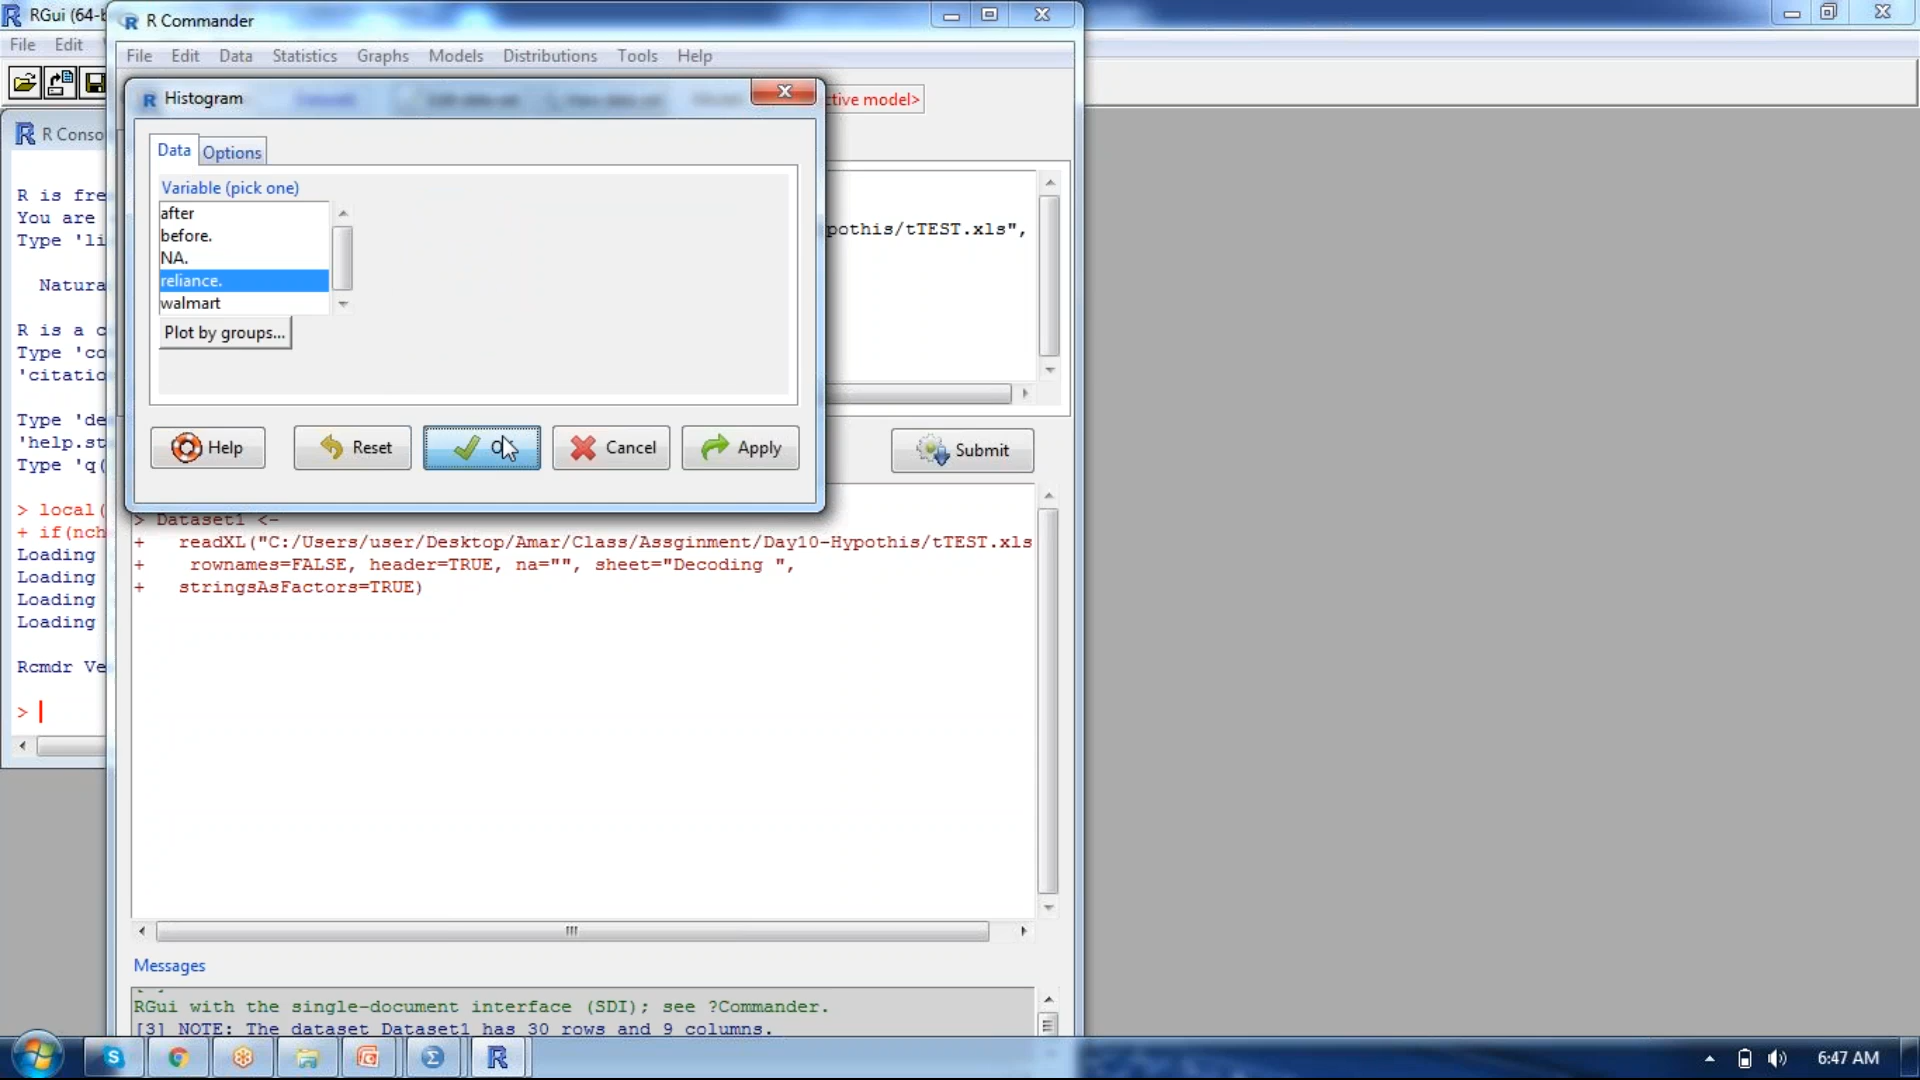 RGui (64-b
R Commander
File Edit
File Edit Data Statistics Graphs Models Distributions Tools Help
Histogram
ctive model>
R Conso
Data
Options
Variable (pick one)
after
before.
NA.
reliance.
walmart
Plot by groups...
Help
Reset
Cancel
Apply
pothis/tTEST.xls",
Submit
R is fre
You are
Type 'li
Natura
R is a c
Type 'co
'citatio
Type 'de
'help.st
Type 'q(
> local(
+ if(nch
Loading
Loading
Loading
Loading
Rcmdr Ve
>
> Dataset1 <-
+ readXL("C:/Users/user/Desktop/Amar/Class/Assginment/Day10-Hypothis/tTEST.xls
+ rownames=FALSE, header=TRUE, na="", sheet="Decoding ",
+ stringsAsFactors=TRUE)
Messages
RGui with the single-document interface (SDI); see ?Commander.
[3] NOTE: The dataset Dataset1 has 30 rows and 9 columns.
6:47 AM